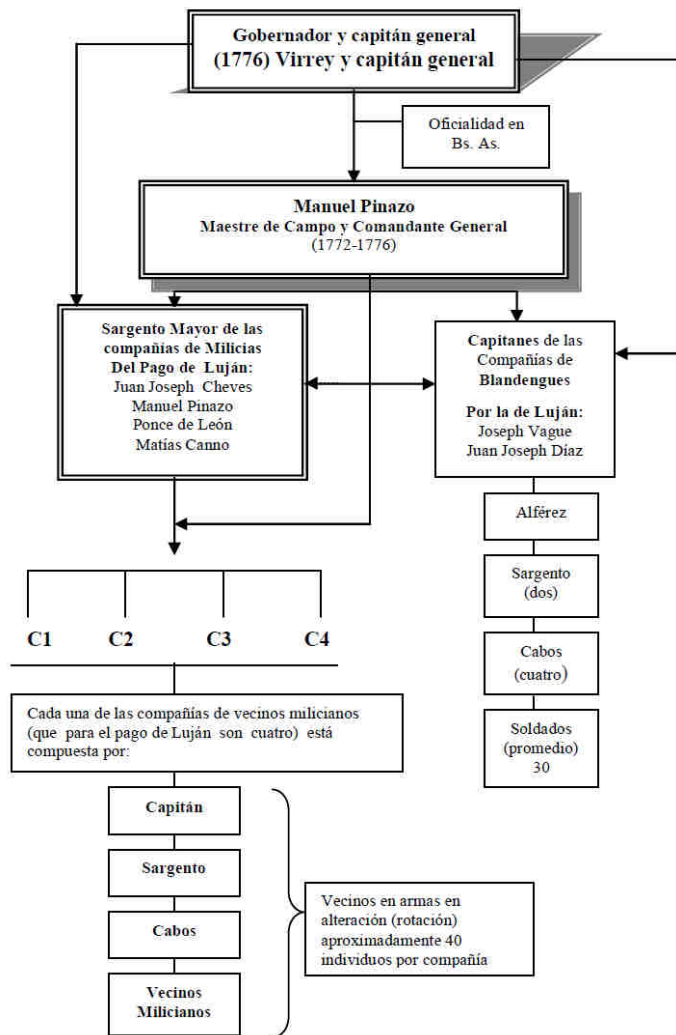 Gobernador y capitán general
(1776) Virrey y capitán general
Oficialidad en
Bs. As.
Manuel Pinazo
Maestre de Campo y Comandante General
(1772-1776)
Sargento Mayor de las
compañías de Milicias
Del Pago de Luján:
Juan Joseph Cheves
Manuel Pinazo
Ponce de León
Matías Canno
Capitanes de las
Compañías de
Blandengues
Por la de Luján:
Joseph Vague
Juan Joseph Díaz
Alférez
Sargento
(dos)
Cabos
(cuatro)
Soldados
(promedio)
30
C1 C2 C3 C4
Cada una de las compañías de vecinos milicianos
(que para el pago de Luján son cuatro) está
compuesta por:
Capitán
Sargento
Cabos
Vecinos
Milicianos
Vecinos en armas en
alteración (rotación)
aproximadamente 40
individuos por compañía